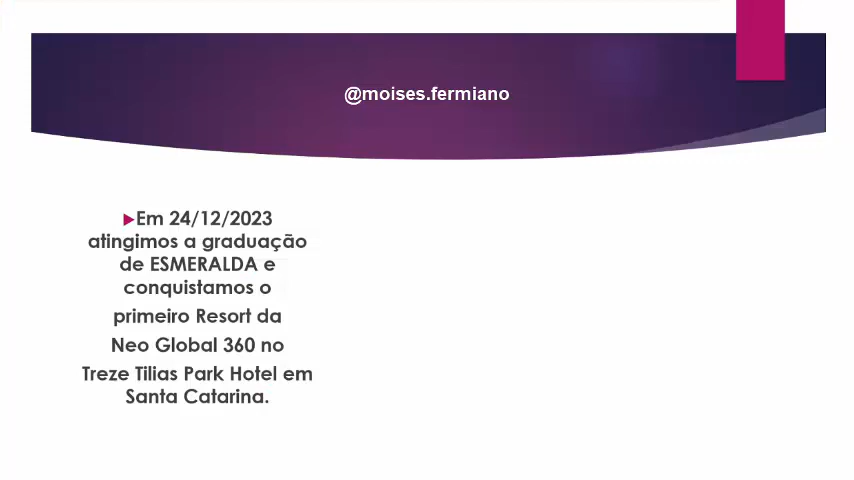 @moises.fermiano
Em 24/12/2023
atingimos a graduação
de ESMERALDA e
conquistamos o
primeiro Resort da
Neo Global 360 no
Treze Tilias Park Hotel em
Santa Catarina.